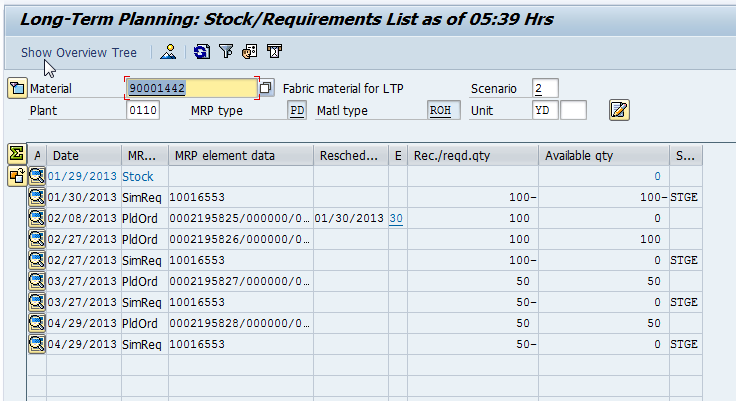 Long-Term Planning: Stock/Requirements List as of 05:39 Hrs
Show Overview Tree
Material 90001442 Fabric material for LTP Scenario 2
Plant 0110 MRP type PD Matl type ROH Unit YD
A Date MR... MRP element data Resched... E Rec./reqd.qty Available qty S...
01/29/2013 Stock 0
01/30/2013 SimReq 10016553 100- 100- STGE
02/08/2013 PldOrd 0002195825/000000/0... 01/30/2013 30 100 0
02/27/2013 PldOrd 0002195826/000000/0... 100 100
02/27/2013 SimReq 10016553 100- 0 STGE
03/27/2013 PldOrd 0002195827/000000/0... 50 50
03/27/2013 SimReq 10016553 50- 0 STGE
04/29/2013 PldOrd 0002195828/000000/0... 50 50
04/29/2013 SimReq 10016553 50- 0 STGE